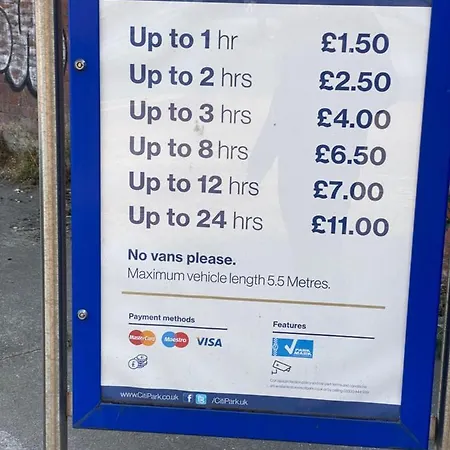 Up to 1 hr £1.50
Up to 2 hrs £2.50
Up to 3 hrs £4.00
Up to 8 hrs £6.50
Up to 12 hrs £7.00
Up to 24 hrs £11.00
No vans please.
Maximum vehicle length 5.5 Metres.
Payment methods
Features
MasterCard Maestro VISA
PARK MARK
www.CitiPark.co.uk /CitiParkUK